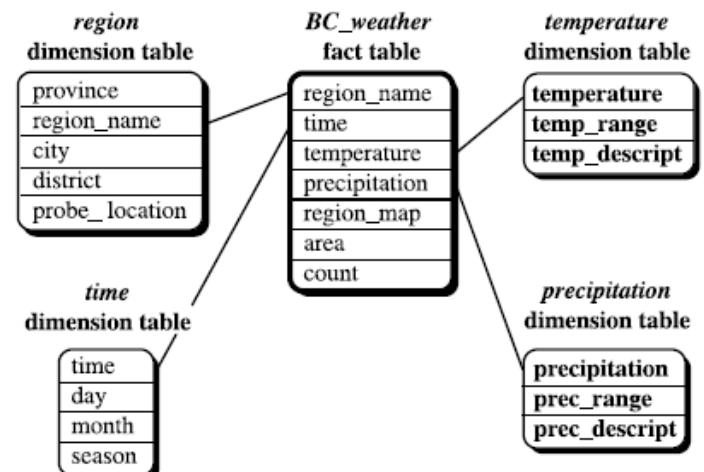 region
dimension table
province
region_name
city
district
probe_ location
BC_weather
fact table
region_name
time
temperature
precipitation
region_map
area
count
temperature
dimension table
temperature
temp_range
temp_descript
time
dimension table
time
day
month
season
precipitation
dimension table
precipitation
prec_range
prec_descript